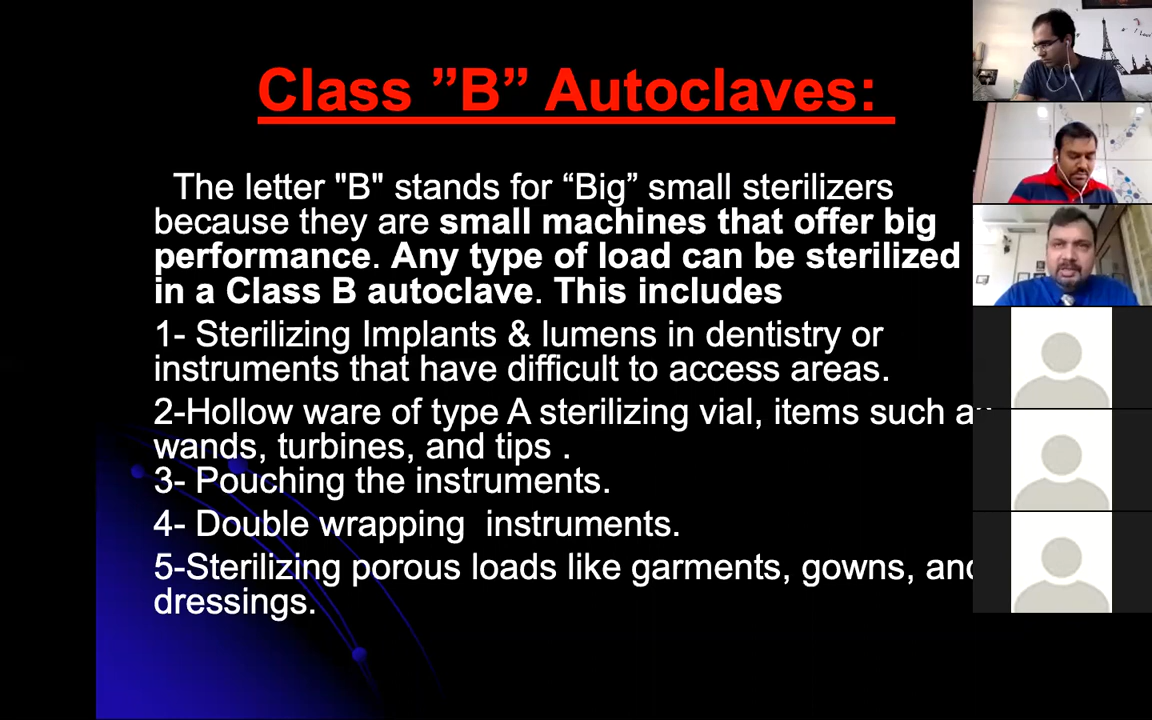 Class ”B” Autoclaves:
The letter "B" stands for “Big” small sterilizers
because they are small machines that offer big
performance. Any type of load can be sterilized
in a Class B autoclave. This includes
1- Sterilizing Implants & lumens in dentistry or
instruments that have difficult to access areas.
2-Hollow ware of type A sterilizing vial, items such
wands, turbines, and tips .
3- Pouching the instruments.
4- Double wrapping  instruments.
5-Sterilizing porous loads like garments, gowns, and
dressings.